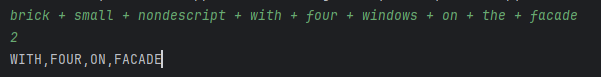 brick + small + nondescript + with + four + windows + on + the + facade
2
WITH,FOUR,ON,FACADE